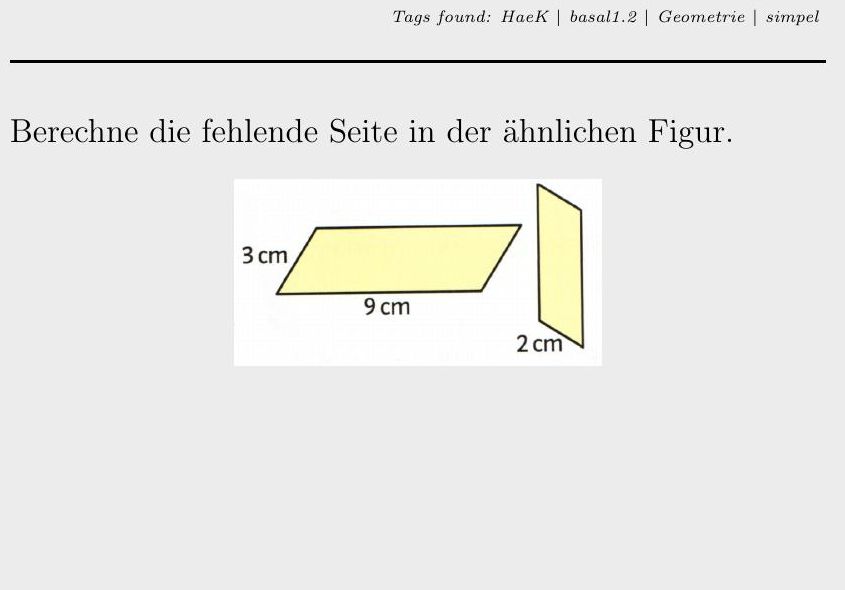 Tags found: HaeK | basal1.2 | Geometrie | simpel
Berechne die fehlende Seite in der ähnlichen Figur.
3 cm
9 cm
2 cm